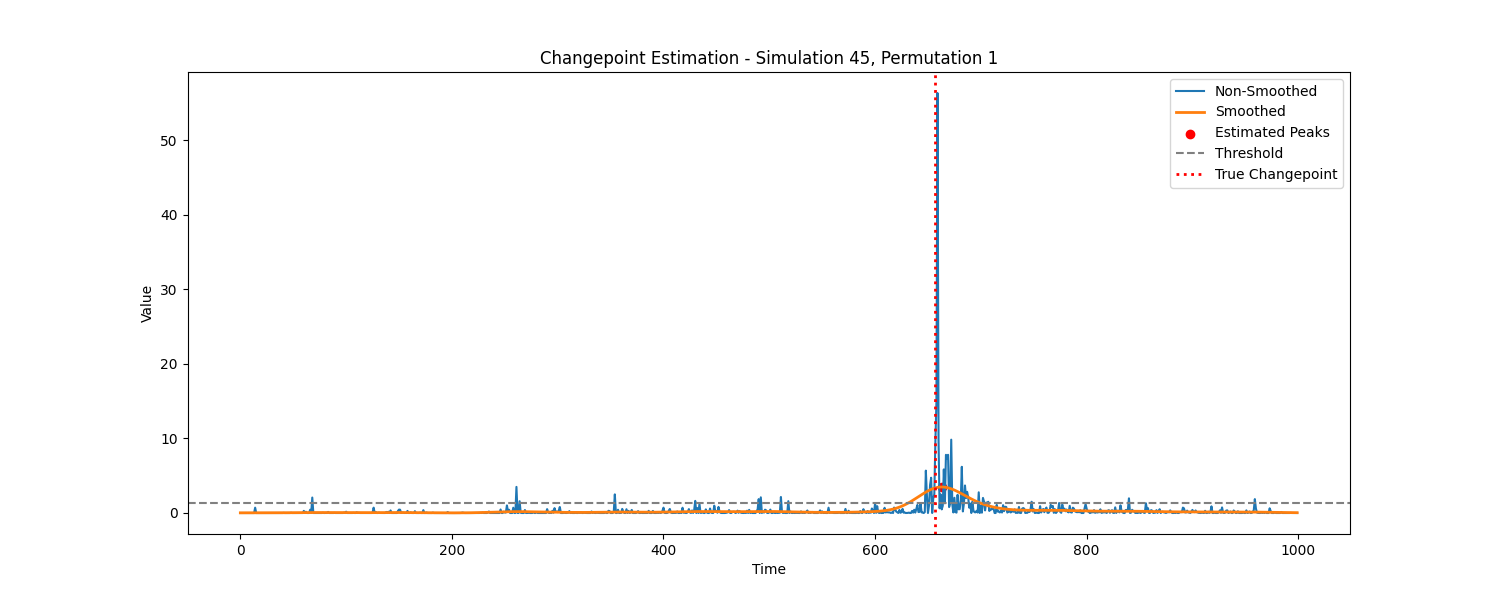 Changepoint Estimation - Simulation 45, Permutation 1
Non-Smoothed
Smoothed
Estimated Peaks
Threshold
True Changepoint
Value
50
40
30
20
10
0
0 200 400 600 800 1000
Time